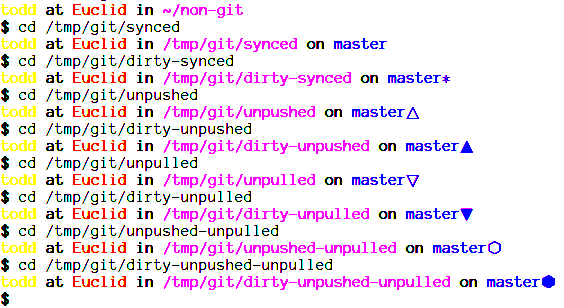 todd at Euclid in ~/non-git
$ cd /tmp/git/synced
todd at Euclid in /tmp/git/synced on master
$ cd /tmp/git/dirty-synced
todd at Euclid in /tmp/git/dirty-synced on master*
$ cd /tmp/git/unpushed
todd at Euclid in /tmp/git/unpushed on master△
$ cd /tmp/git/dirty-unpushed
todd at Euclid in /tmp/git/dirty-unpushed on master▲
$ cd /tmp/git/unpulled
todd at Euclid in /tmp/git/unpulled on master▽
$ cd /tmp/git/dirty-unpulled
todd at Euclid in /tmp/git/dirty-unpulled on master▼
$ cd /tmp/git/unpushed-unpulled
todd at Euclid in /tmp/git/unpushed-unpulled on master⬡
$ cd /tmp/git/dirty-unpushed-unpulled
todd at Euclid in /tmp/git/dirty-unpushed-unpulled on master⬢
$